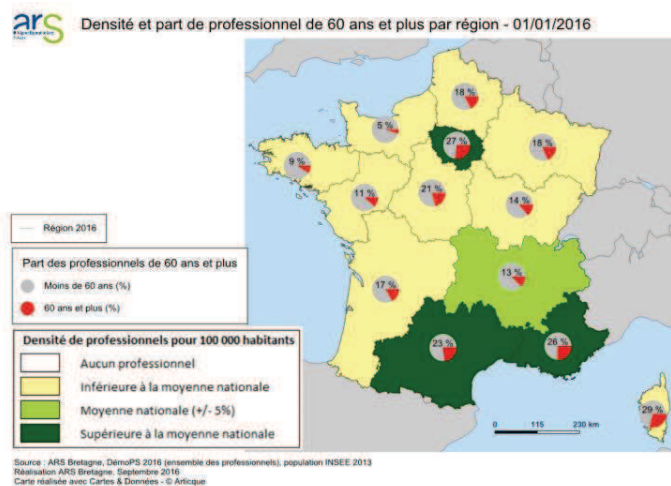 ars
Densité et part de professionnel de 60 ans et plus par région - 01/01/2016
18 %
5 %
27 %
18 %
9 %
11 %
21 %
14 %
Région 2016
Part des professionnels de 60 ans et plus
Moins de 60 ans (%)
60 ans et plus (%)
13 %
17 %
23 %
26 %
29 %
Densité de professionnels pour 100 000 habitants
Aucun professionnel
Inférieure à la moyenne nationale
Moyenne nationale (+/- 5%)
Supérieure à la moyenne nationale
0 115 230 km
Source : ARS Bretagne, DémoPS 2016 (ensemble des professionnels), population INSEE 2013
Réalisation ARS Bretagne, Septembre 2016
Carte réalisée avec Cartes & Données - © Articque